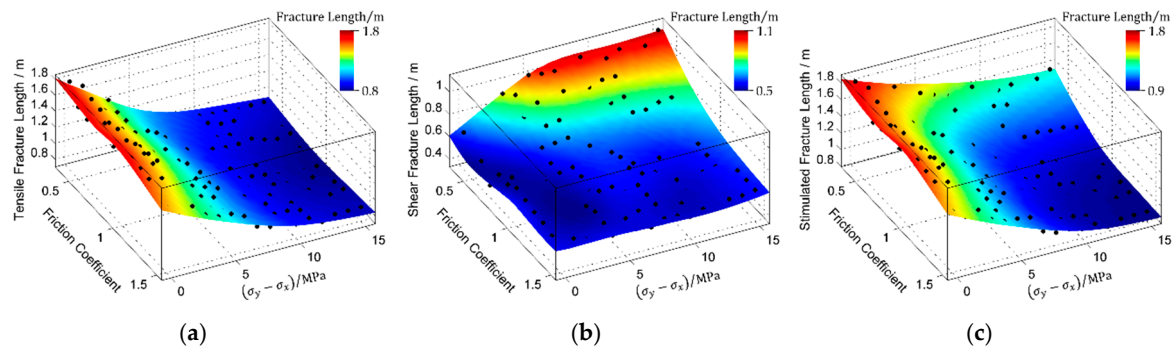 Fracture Length/m
1.8
0.8
Tensile Fracture Length / m
1.8
1.6
1.4
1.2
1
0.8
0.5
1
1.5
Friction Coefficient
0
5
10
15
(σy − σx)/MPa
(a)
Fracture Length/m
1.1
0.5
Shear Fracture Length / m
1
0.8
0.6
0.4
0.5
1
1.5
Friction Coefficient
0
5
10
15
(σy − σx)/MPa
(b)
Fracture Length/m
1.8
0.9
Stimulated Fracture Length / m
1.8
1.6
1.4
1.2
1
0.8
0.5
1
1.5
Friction Coefficient
0
5
10
15
(σy − σx)/MPa
(c)